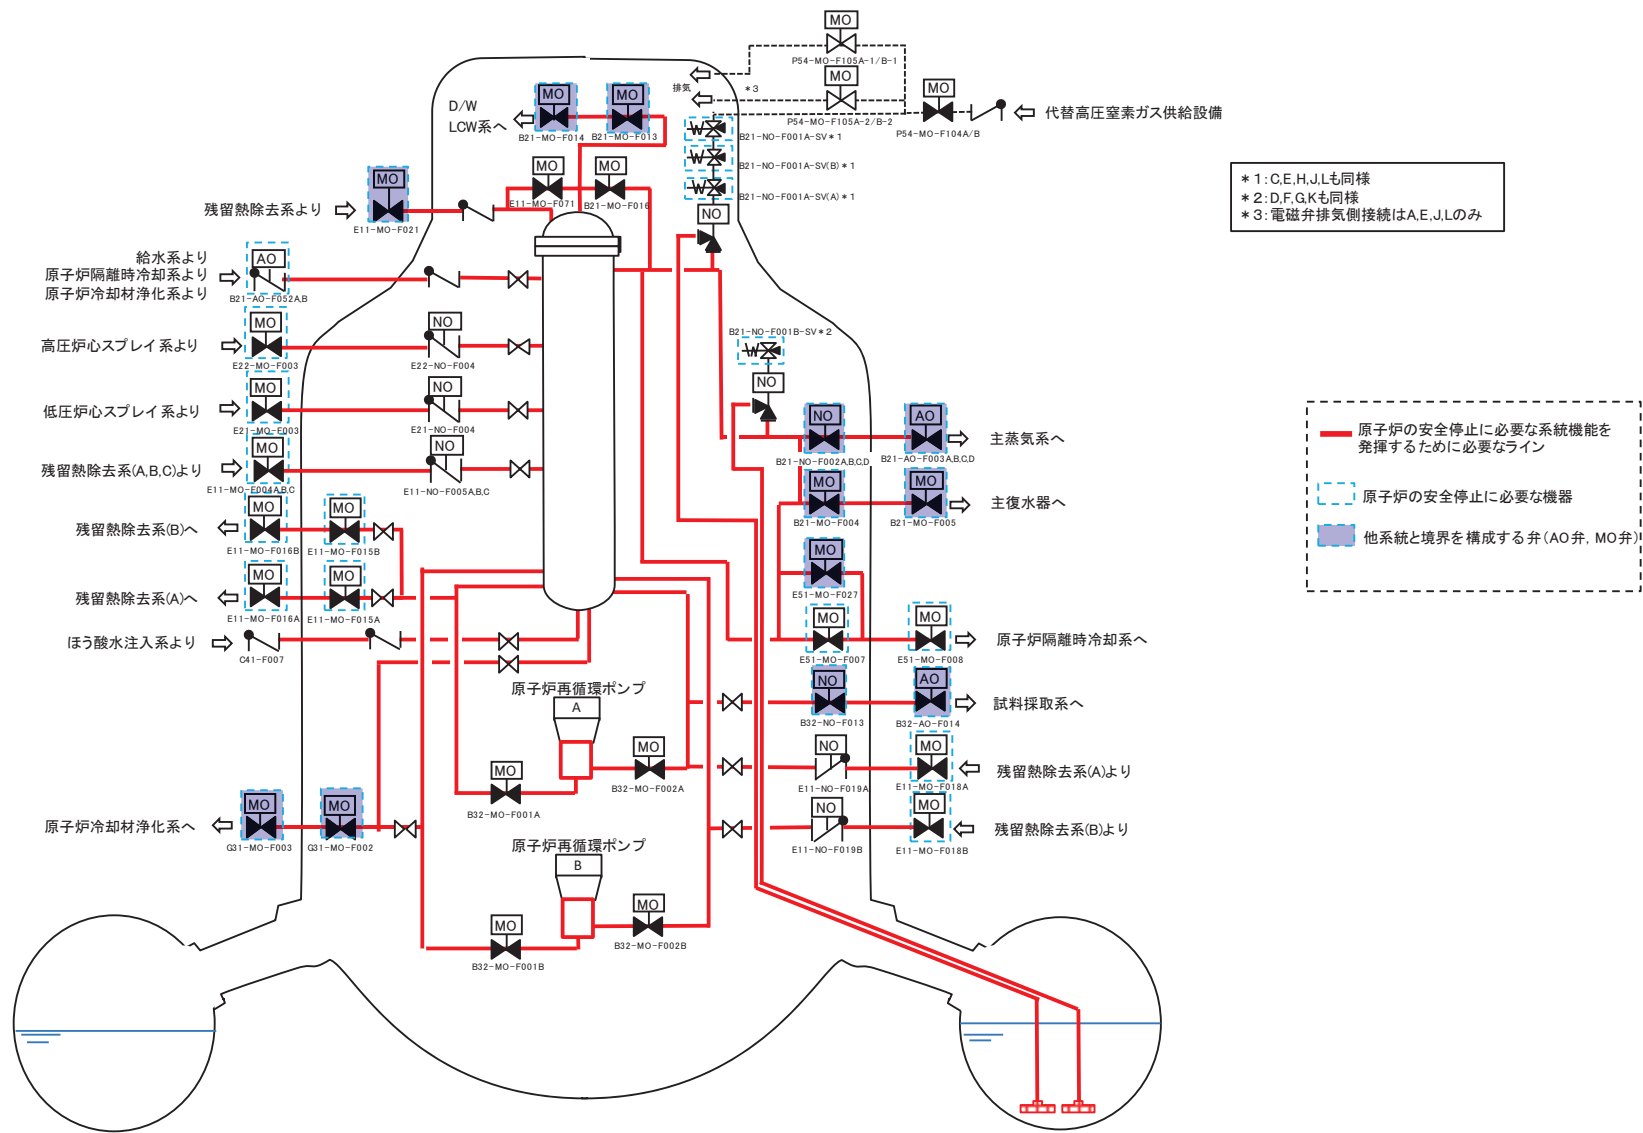 MO
P54-MO-F105A-1/B-1
MO
P54-MO-F105A-2/B-2
排気
*3
MO
P54-MO-F104A/B
代替高圧窒素ガス供給設備
D/W
LCW系へ
MO
B21-MO-F014
MO
B21-MO-F013
B21-NO-F001A-SV*1
B21-NO-F001A-SV(B)*1
B21-NO-F001A-SV(A)*1
NO
*1:C,E,H,J,Lも同様
*2:D,F,G,Kも同様
*3:電磁弁排気側接続はA,E,J,Lのみ
残留熱除去系より
MO
E11-MO-F021
MO
E11-MO-F071
MO
B21-MO-F016
給水系より
原子炉隔離時冷却系より
原子炉冷却材浄化系より
AO
B21-AO-F052A,B
高圧炉心スプレイ系より
MO
E22-MO-F003
NO
E22-NO-F004
B21-NO-F001B-SV*2
NO
低圧炉心スプレイ系より
MO
E21-MO-F003
NO
E21-NO-F004
NO
B21-NO-F002A,B,C,D
AO
B21-AO-F003A,B,C,D
主蒸気系へ
原子炉の安全停止に必要な系統機能を
発揮するために必要なライン
原子炉の安全停止に必要な機器
他系統と境界を構成する弁(AO弁, MO弁)
残留熱除去系(A,B,C)より
MO
E11-MO-F004A,B,C
NO
E11-NO-F005A,B,C
MO
B21-MO-F004
MO
B21-MO-F005
主復水器へ
残留熱除去系(B)へ
MO
E11-MO-F016B
MO
E11-MO-F015B
MO
E51-MO-F027
残留熱除去系(A)へ
MO
E11-MO-F016A
MO
E11-MO-F015A
ほう酸水注入系より
C41-F007
MO
E51-MO-F007
MO
E51-MO-F008
原子炉隔離時冷却系へ
原子炉再循環ポンプ
A
NO
B32-NO-F013
AO
B32-AO-F014
試料採取系へ
MO
B32-MO-F001A
MO
B32-MO-F002A
NO
E11-NO-F019A
MO
E11-MO-F018A
残留熱除去系(A)より
原子炉冷却材浄化系へ
MO
G31-MO-F003
MO
G31-MO-F002
NO
E11-NO-F019B
MO
E11-MO-F018B
残留熱除去系(B)より
原子炉再循環ポンプ
B
MO
B32-MO-F001B
MO
B32-MO-F002B